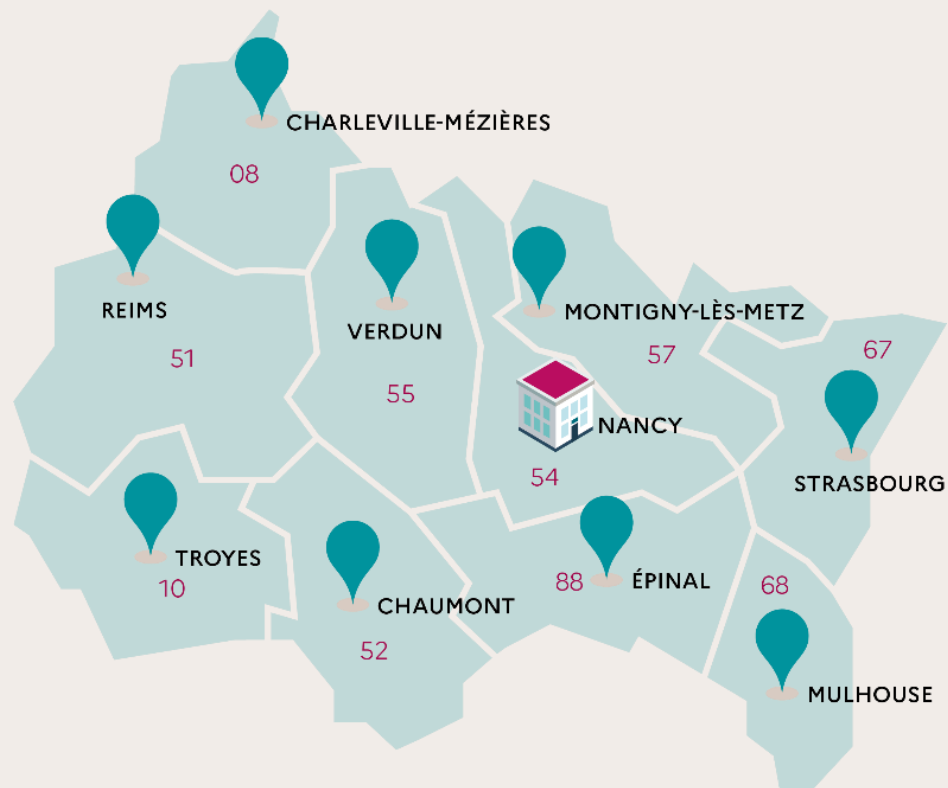 CHARLEVILLE-MÉZIÈRES
08
REIMS
51
VERDUN
55
MONTIGNY-LÈS-METZ
57
67
STRASBOURG
NANCY
54
TROYES
10
CHAUMONT
52
88
ÉPINAL
68
MULHOUSE